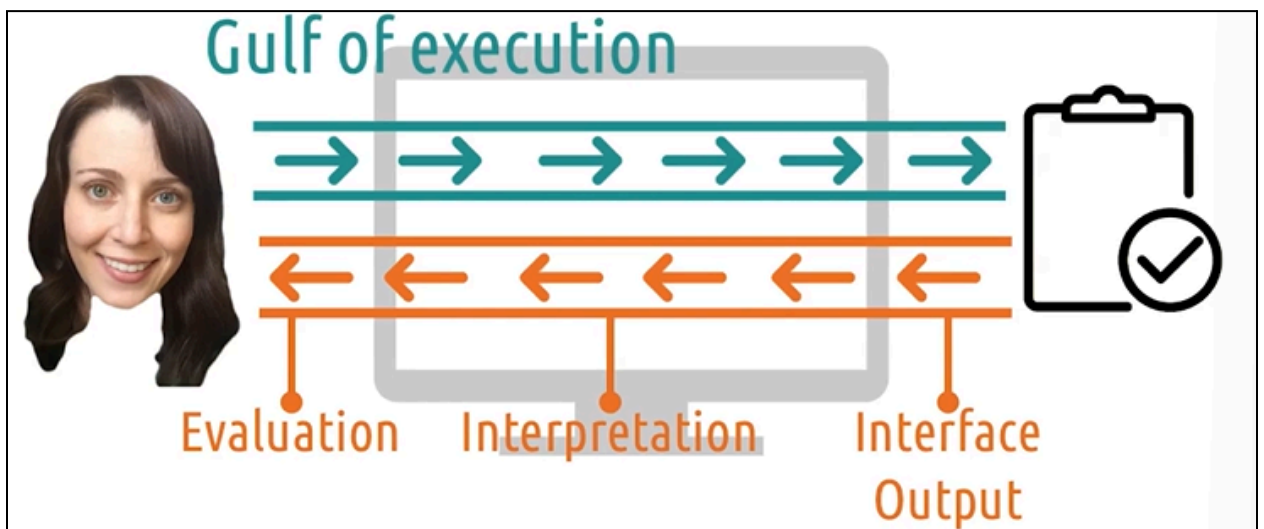 Gulf of execution
Evaluation
Interpretation
Interface
Output